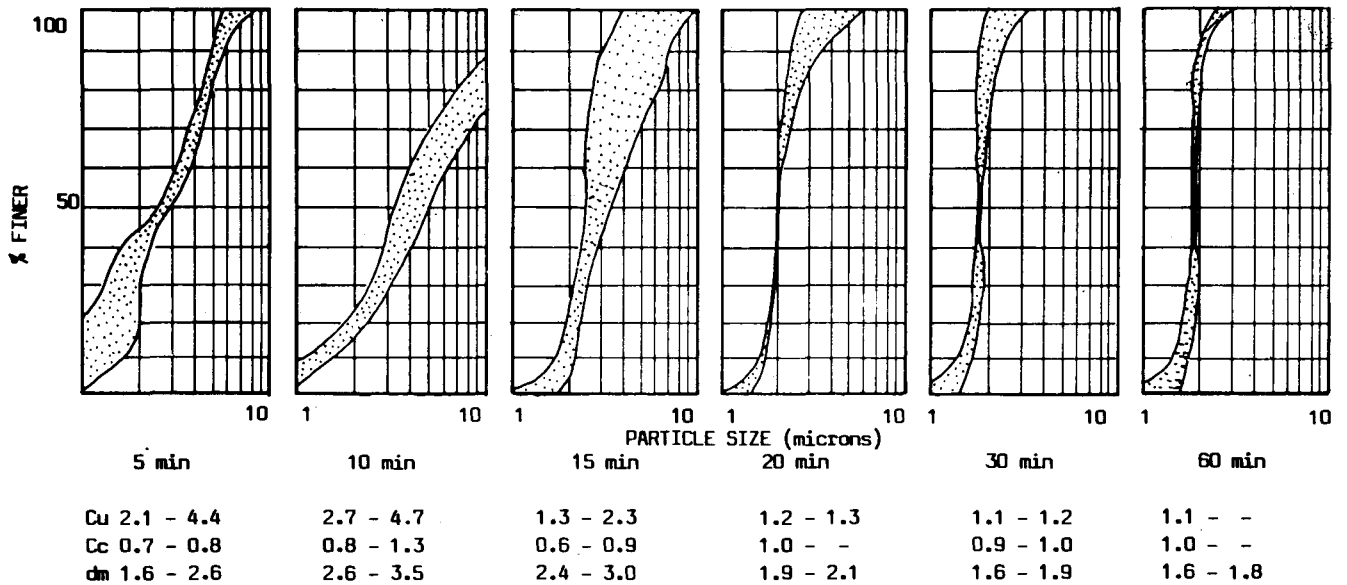 100
50
% FINER
10 1 10 1 10 1 10 1 10 1 10
PARTICLE SIZE (microns)
5 min 10 min 15 min 20 min 30 min 60 min
Cu 2.1 - 4.4 2.7 - 4.7 1.3 - 2.3 1.2 - 1.3 1.1 - 1.2 1.1 - -
Cc 0.7 - 0.8 0.8 - 1.3 0.6 - 0.9 1.0 - - 0.9 - 1.0 1.0 - -
dm 1.6 - 2.6 2.6 - 3.5 2.4 - 3.0 1.9 - 2.1 1.6 - 1.9 1.6 - 1.8